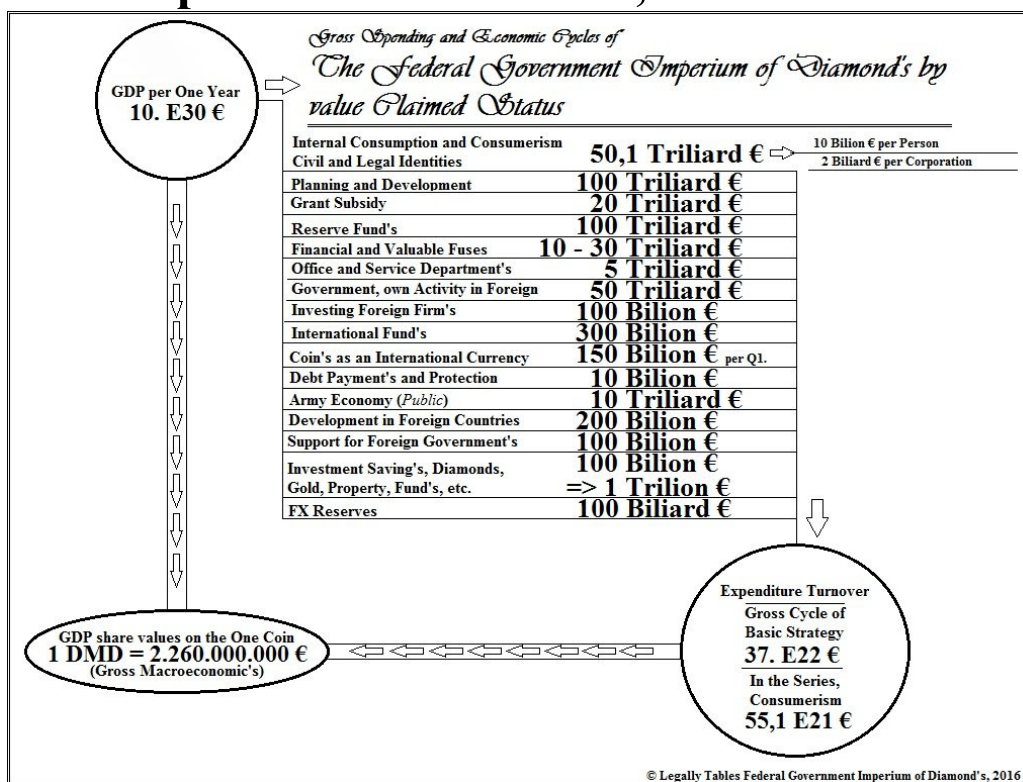 GDP per One Year
10. E30 €
Gross Spending and Economic Cycles of
The Federal Government Imperium of Diamond's by
value Claimed Status
Internal Consumption and Consumerism
Civil and Legal Identities 50,1 Triliard €
10 Bilion € per Person
2 Biliard € per Corporation
Planning and Development 100 Triliard €
Grant Subsidy 20 Triliard €
Reserve Fund's 100 Triliard €
Financial and Valuable Fuses 10 - 30 Triliard €
Office and Service Department's 5 Triliard €
Government, own Activity in Foreign 50 Triliard €
Investing Foreign Firm's 100 Bilion €
International Fund's 300 Bilion €
Coin's as an International Currency 150 Bilion € per Q1.
Debt Payment's and Protection 10 Bilion €
Army Economy (Public) 10 Triliard €
Development in Foreign Countries 200 Bilion €
Support for Foreign Government's 100 Bilion €
Investment Saving's, Diamonds, 100 Bilion €
Gold, Property, Fund's, etc. => 1 Trilion €
FX Reserves 100 Biliard €
Expenditure Turnover
Gross Cycle of
Basic Strategy
37. E22 €
In the Series,
Consumerism
55,1 E21 €
GDP share values on the One Coin
1 DMD = 2.260.000.000 €
(Gross Macroeconomic's)
© Legally Tables Federal Government Imperium of Diamond's, 2016